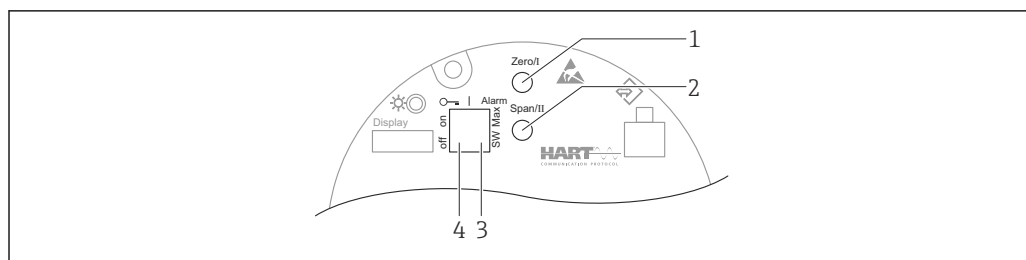 1
Zero/I
2
Alarm
Span/II
Display
on
off
SW Max
HART
COMMUNICATION PROTOCOL
4 3